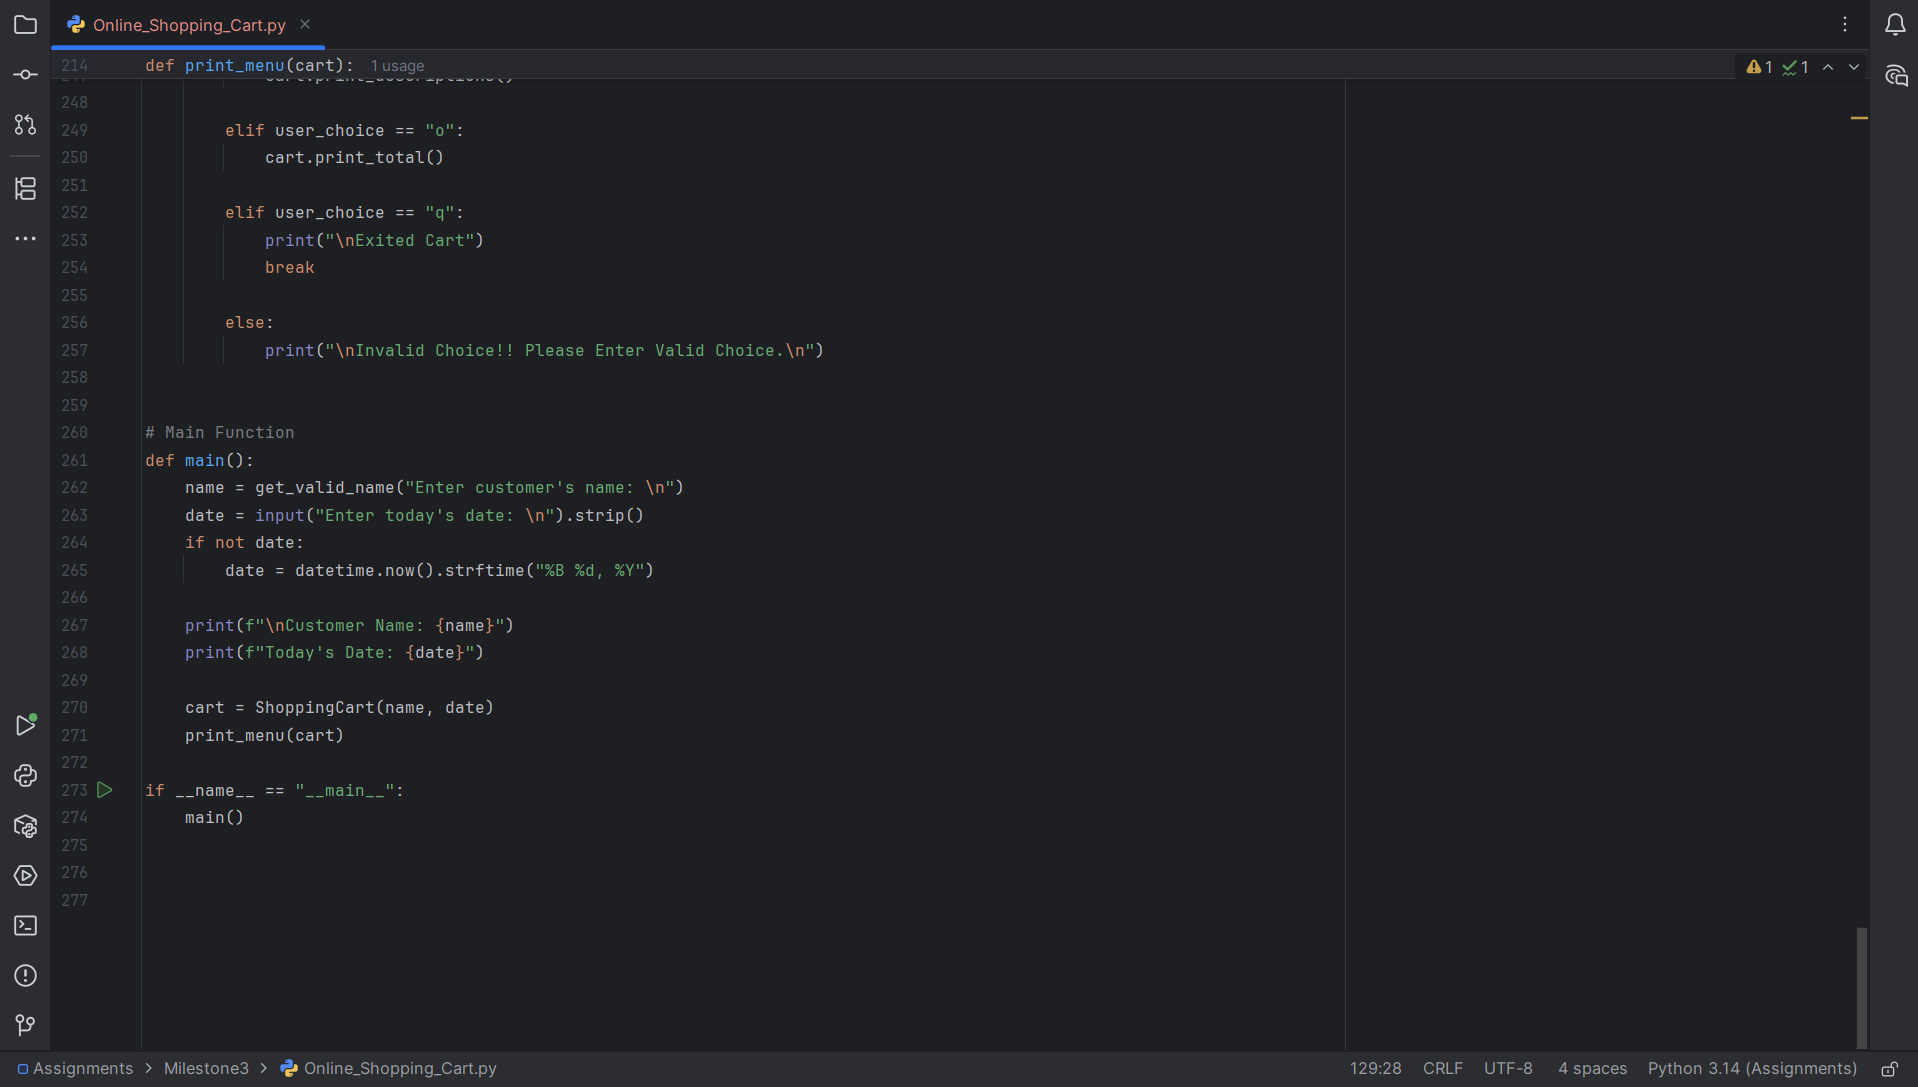 Online_Shopping_Cart.py
214 def print_menu(cart): 1 usage
1 1
248
249 elif user_choice == "o":
250 cart.print_total()
251
252 elif user_choice == "q":
253 print("\nExited Cart")
254 break
255
256 else:
257 print("\nInvalid Choice!! Please Enter Valid Choice.\n")
258
259
260 # Main Function
261 def main():
262 name = get_valid_name("Enter customer's name: \n")
263 date = input("Enter today's date: \n").strip()
264 if not date:
265 date = datetime.now().strftime("%B %d, %Y")
266
267 print(f"\nCustomer Name: {name}")
268 print(f"Today's Date: {date}")
269
270 cart = ShoppingCart(name, date)
271 print_menu(cart)
272
273 if __name__ == "__main__":
274 main()
275
276
277
Assignments > Milestone3 > Online_Shopping_Cart.py 129:28 CRLF UTF-8 4 spaces Python 3.14 (Assignments)